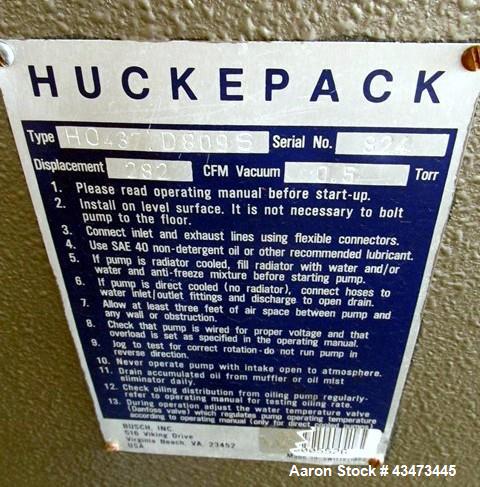 HUCKEPACK
Type HO 437. D809S Serial No. 824
Displacement 282 CFM Vacuum 0.5 Torr
1. Please read operating manual before start-up.
2. Install on level surface. It is not necessary to bolt
pump to the floor.
3. Connect inlet and exhaust lines using flexible connectors.
4. Use SAE 40 non-detergent oil or other recommended lubricant.
5. If pump is radiator cooled, fill radiator with water and/or
water and anti-freeze mixture before starting pump.
6. If pump is direct cooled (no radiator), connect hoses to
water inlet/outlet fittings and discharge to open drain.
7. Allow at least three feet of air space between pump and
any wall or obstruction.
8. Check that pump is wired for proper voltage and that
overload is set as specified in the operating manual.
9. Jog to test for correct rotation-do not run pump in
reverse direction.
10. Never operate pump with intake open to atmosphere.
11. Drain accumulated oil from muffler or oil mist
eliminator daily.
12. Check oiling distribution from oiling pump regularly-
refer to operating manual for testing oiling rate.
13. During operation adjust the water temperature valve
(Danfoss valve) which regulates pump operating temperature
according to operating manual (only for direct cooled
BUSCH, INC.
516 Viking Drive
Virginia Beach, VA. 23452
USA
Made in Switzerland
Aaron Stock # 43473445